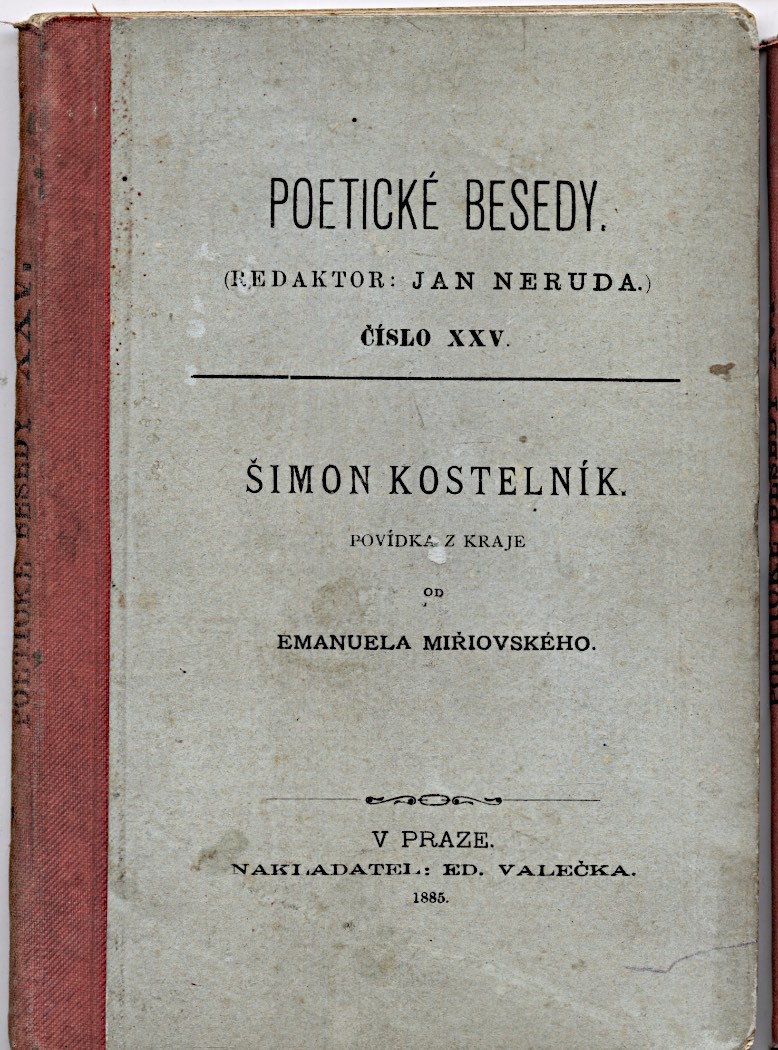 POETICKÉ BESEDY.
(REDAKTOR: JAN NERUDA.)
ČÍSLO XXV.
ŠIMON KOSTELNÍK.
POVÍDKA Z KRAJE
OD
EMANUELA MIŘIOVSKÉHO.
V PRAZE.
NAKLADATEL: ED. VALEČKA.
1885.
POETICKÉ BESEDY XXV.